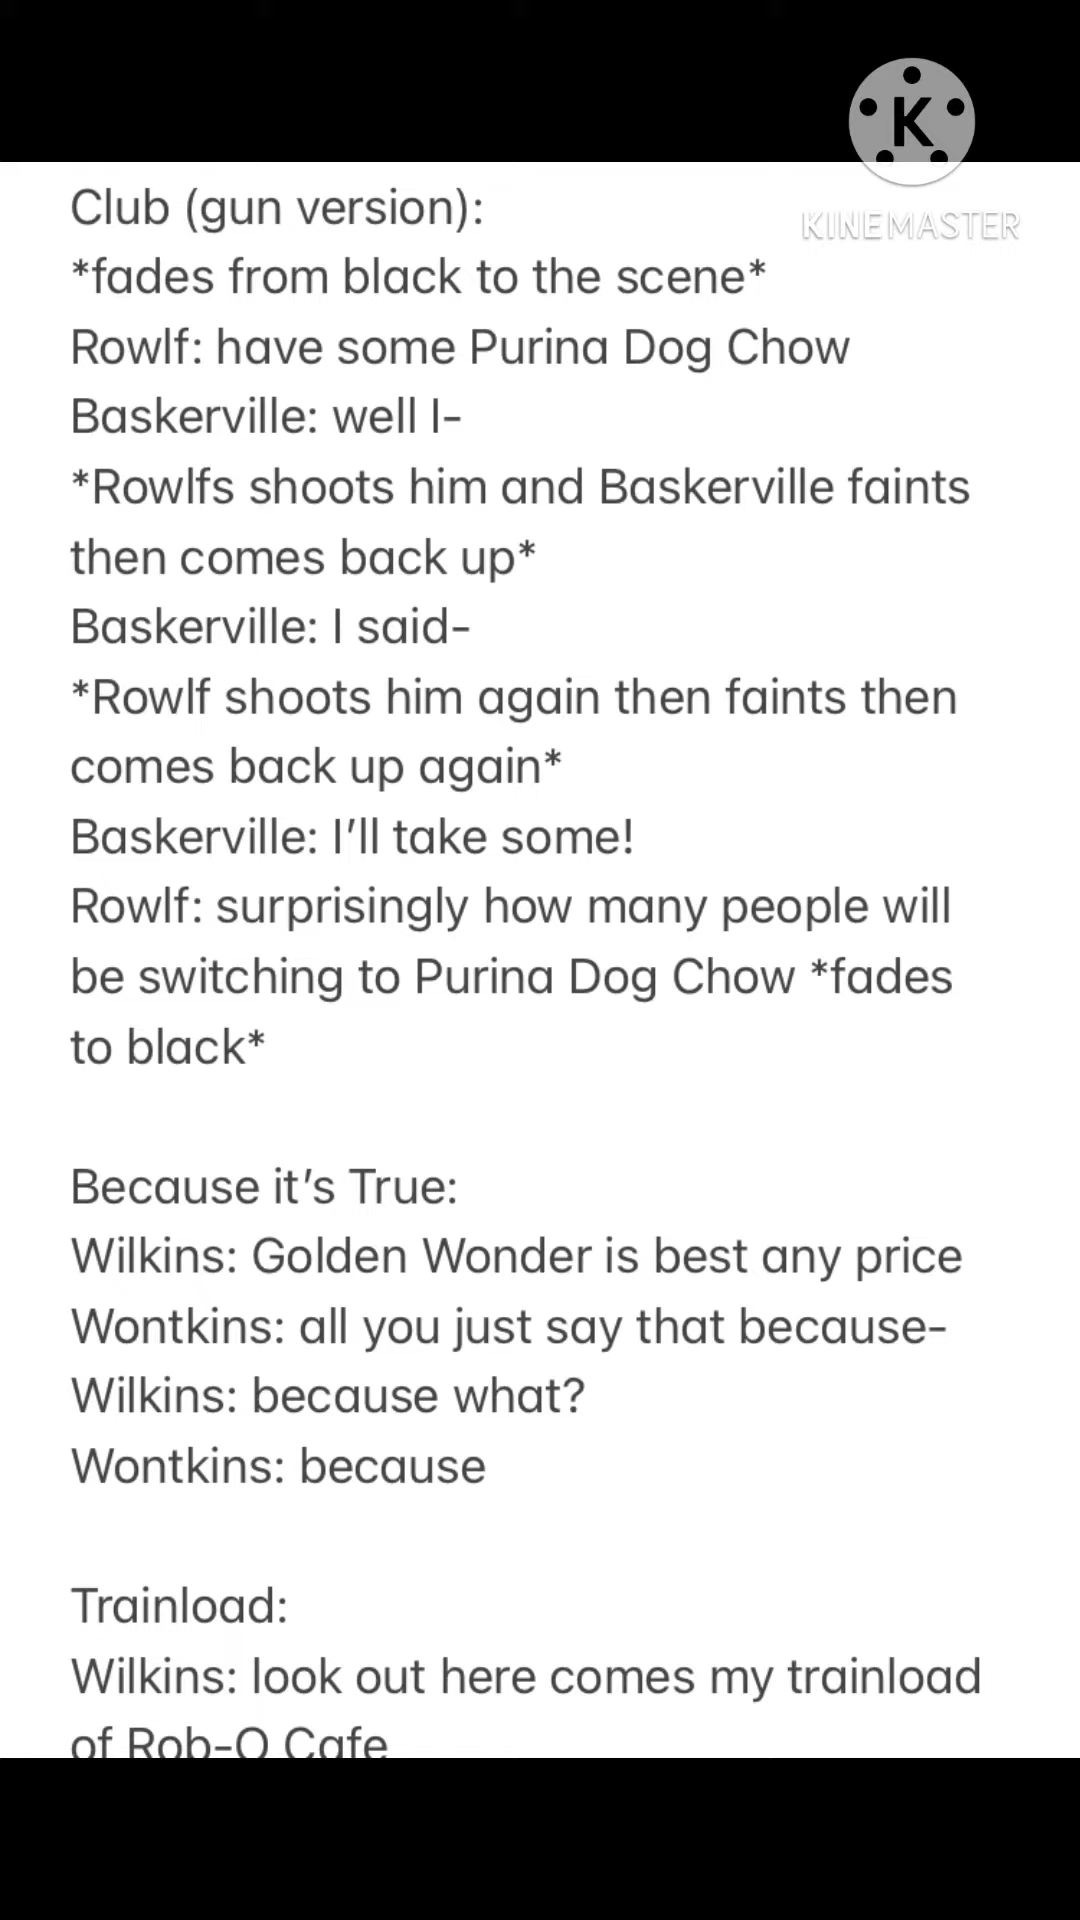 K
KINEMASTER
Club (gun version):
*fades from black to the scene*
Rowlf: have some Purina Dog Chow
Baskerville: well I-
*Rowlfs shoots him and Baskerville faints
then comes back up*
Baskerville: I said-
*Rowlf shoots him again then faints then
comes back up again*
Baskerville: I’ll take some!
Rowlf: surprisingly how many people will
be switching to Purina Dog Chow *fades
to black*
Because it’s True:
Wilkins: Golden Wonder is best any price
Wontkins: all you just say that because-
Wilkins: because what?
Wontkins: because
Trainload:
Wilkins: look out here comes my trainload
of Rob-O Cafe